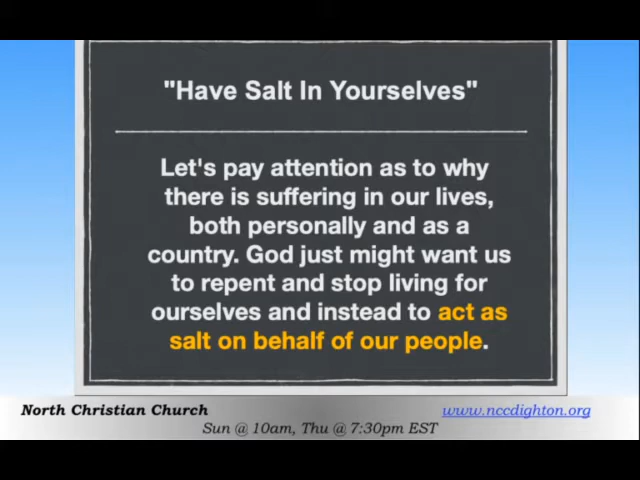 "Have Salt In Yourselves"
Let's pay attention as to why
there is suffering in our lives,
both personally and as a
country. God just might want us
to repent and stop living for
ourselves and instead to act as
salt on behalf of our people.
North Christian Church
www.nccdighton.org
Sun @ 10am, Thu @ 7:30pm EST